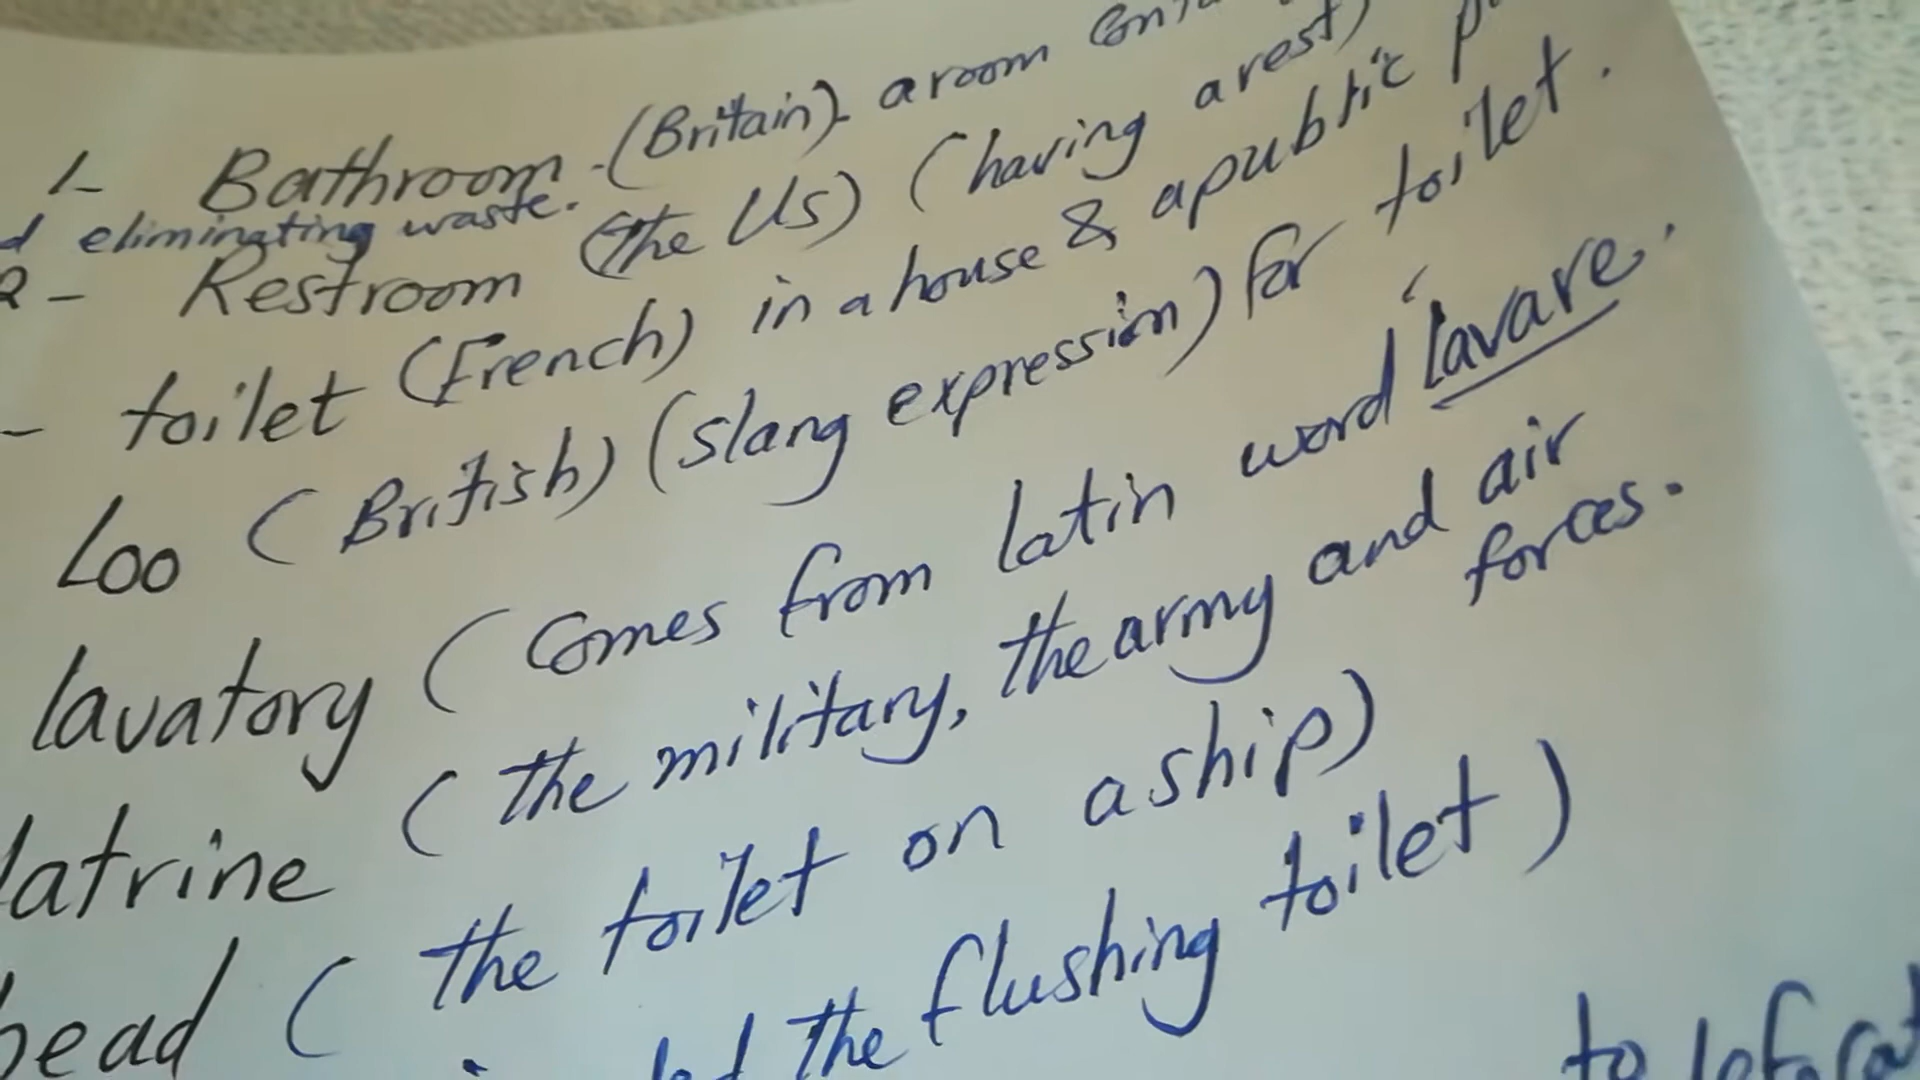 1- Bathroom -(Britain)- a room
eliminating waste.
2- Restroom (the US) (having a rest)
- toilet (French) in a house & a public
Loo (British) (slang expression) for toilet.
lavatory (comes from latin word 'lavare'.
latrine (the military, the army and air
forces.
head (the toilet on a ship)
the flushing toilet)
to